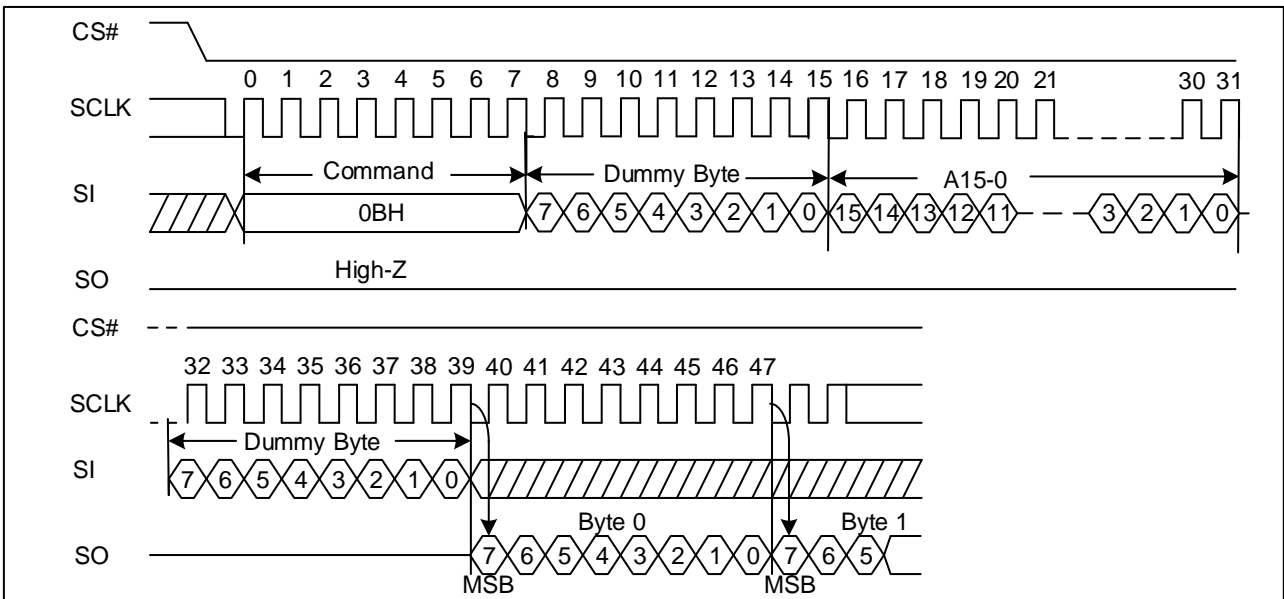 CS#
0 1 2 3 4 5 6 7 8 9 10 11 12 13 14 15 16 17 18 19 20 21 30 31
SCLK
Command Dummy Byte A15-0
SI
0BH 7 6 5 4 3 2 1 0 15 14 13 12 11 3 2 1 0
High-Z
SO
CS#
32 33 34 35 36 37 38 39 40 41 42 43 44 45 46 47
SCLK
Dummy Byte
SI
7 6 5 4 3 2 1 0
Byte 0 Byte 1
SO
7 6 5 4 3 2 1 0 7 6 5
MSB MSB